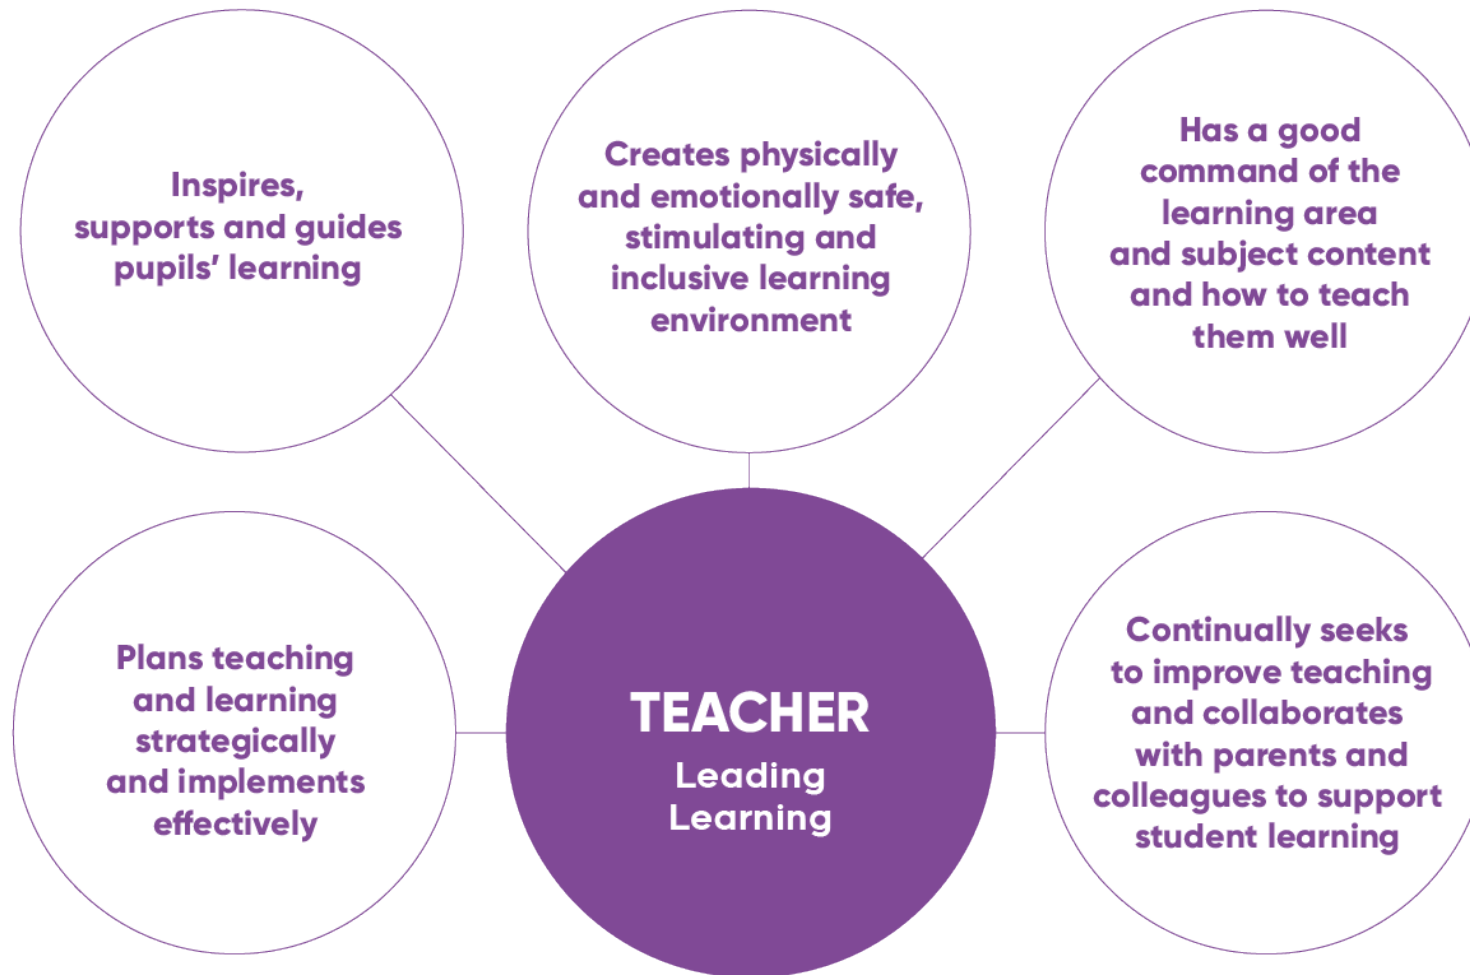 Inspires,
supports and guides
pupils’ learning
Creates physically
and emotionally safe,
stimulating and
inclusive learning
environment
Has a good
command of the
learning area
and subject content
and how to teach
them well
Plans teaching
and learning
strategically
and implements
effectively
TEACHER
Leading
Learning
Continually seeks
to improve teaching
and collaborates
with parents and
colleagues to support
student learning